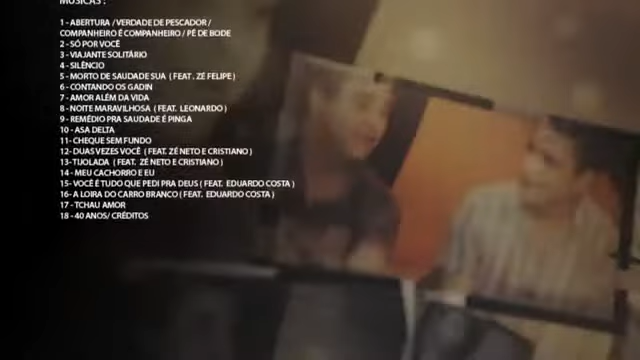 MÚSICAS :
1 - ABERTURA / VERDADE DE PESCADOR /
COMPANHEIRO É COMPANHEIRO / PÉ DE BODE
2 - SÓ POR VOCÊ
3 - VIAJANTE SOLITÁRIO
4 - SILÊNCIO
5 - MORTO DE SAUDADE SUA ( FEAT. ZÉ FELIPE )
6 - CONTANDO OS GADIN
7 - AMOR ALÉM DA VIDA
8 - NOITE MARAVILHOSA ( FEAT. LEONARDO )
9 - REMÉDIO PRA SAUDADE É PINGA
10 - ASA DELTA
11 - CHEQUE SEM FUNDO
12- DUAS VEZES VOCÊ ( FEAT. ZÉ NETO E CRISTIANO )
13- TIJOLADA ( FEAT. ZÉ NETO E CRISTIANO )
14 - MEU CACHORRO E EU
15- VOCÊ É TUDO QUE PEDI PRA DEUS ( FEAT. EDUARDO COSTA )
16 - A LOIRA DO CARRO BRANCO ( FEAT. EDUARDO COSTA )
17 - TCHAU AMOR
18 - 40 ANOS/ CRÉDITOS